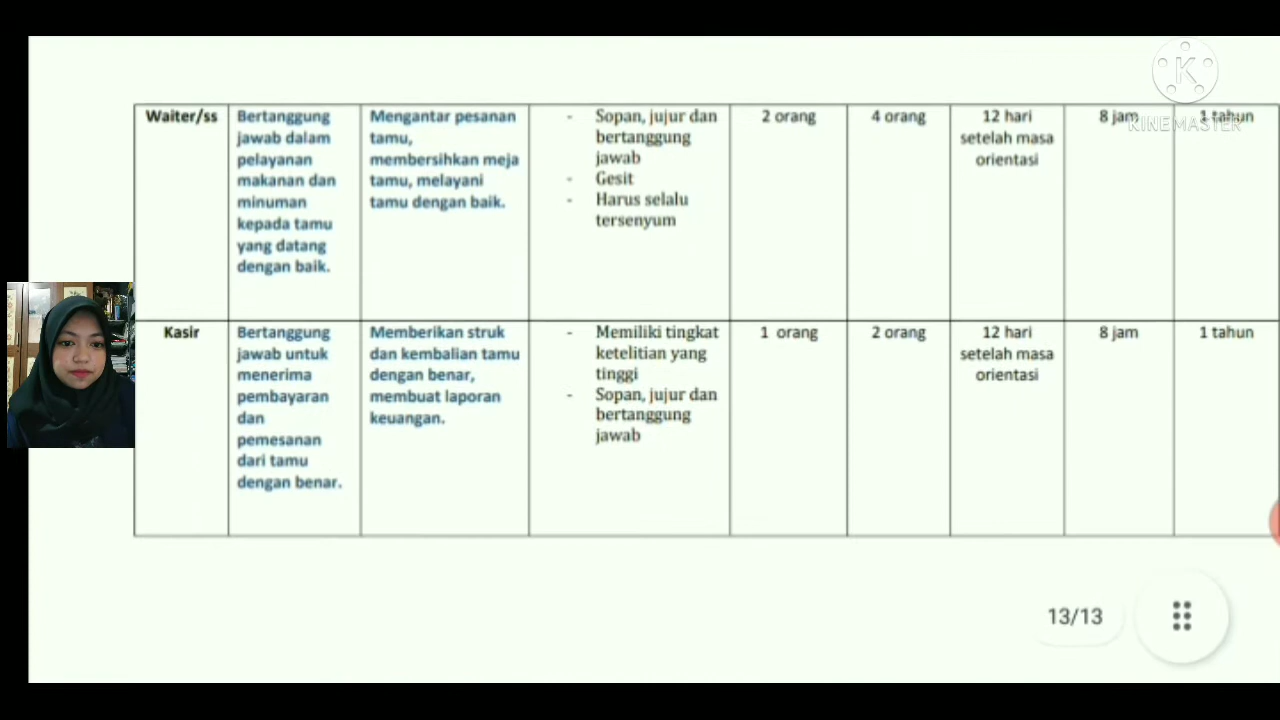 Waiter/ss
Bertanggung
jawab dalam
pelayanan
makanan dan
minuman
kepada tamu
yang datang
dengan baik.
Mengantar pesanan
tamu,
membersihkan meja
tamu, melayani
tamu dengan baik.
- Sopan, jujur dan
bertanggung
jawab
- Gesit
- Harus selalu
tersenyum
2 orang
4 orang
12 hari
setelah masa
orientasi
8 jam
1 tahun
K
KINEMASTER
Kasir
Bertanggung
jawab untuk
menerima
pembayaran
dan
pemesanan
dari tamu
dengan benar.
Memberikan struk
dan kembalian tamu
dengan benar,
membuat laporan
keuangan.
- Memiliki tingkat
ketelitian yang
tinggi
- Sopan, jujur dan
bertanggung
jawab
1 orang
2 orang
12 hari
setelah masa
orientasi
8 jam
1 tahun
13/13